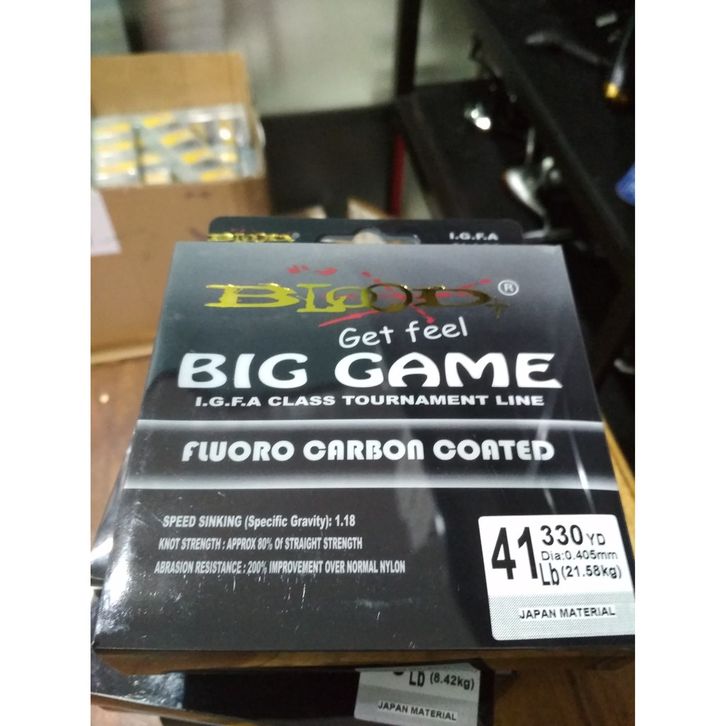 BLOOD
I.G.F.A
BLOOD ®
Get feel
BIG GAME
I.G.F.A CLASS TOURNAMENT LINE
FLUORO CARBON COATED
SPEED SINKING (Specific Gravity): 1.18
KNOT STRENGTH : APPROX 80% OF STRAIGHT STRENGTH
ABRASION RESISTANCE : 200% IMPROVEMENT OVER NORMAL NYLON
41 Lb
330 YD
Dia:0.405mm
(21.58kg)
JAPAN MATERIAL
Lb (8.42kg)
JAPAN MATERIAL